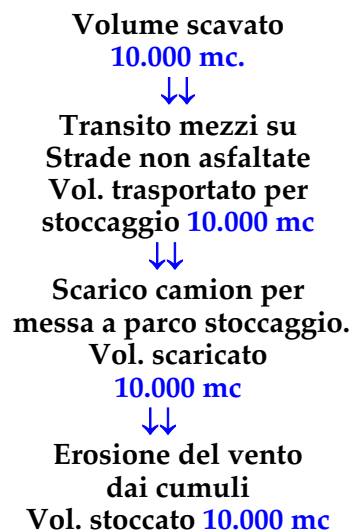 Volume scavato
10.000 mc.
↓↓
Transito mezzi su
Strade non asfaltate
Vol. trasportato per
stoccaggio 10.000 mc
↓↓
Scarico camion per
messa a parco stoccaggio.
Vol. scaricato
10.000 mc
↓↓
Erosione del vento
dai cumuli
Vol. stoccato 10.000 mc